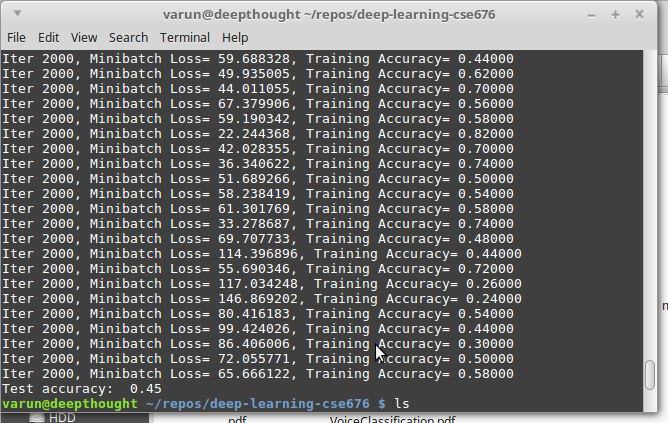 varun@deepthought ~/repos/deep-learning-cse676
File Edit View Search Terminal Help
Iter 2000, Minibatch Loss= 59.688328, Training Accuracy= 0.44000
Iter 2000, Minibatch Loss= 49.935005, Training Accuracy= 0.62000
Iter 2000, Minibatch Loss= 44.011055, Training Accuracy= 0.70000
Iter 2000, Minibatch Loss= 67.379906, Training Accuracy= 0.56000
Iter 2000, Minibatch Loss= 59.190342, Training Accuracy= 0.58000
Iter 2000, Minibatch Loss= 22.244368, Training Accuracy= 0.82000
Iter 2000, Minibatch Loss= 42.028355, Training Accuracy= 0.70000
Iter 2000, Minibatch Loss= 36.340622, Training Accuracy= 0.74000
Iter 2000, Minibatch Loss= 51.689266, Training Accuracy= 0.50000
Iter 2000, Minibatch Loss= 58.238419, Training Accuracy= 0.54000
Iter 2000, Minibatch Loss= 61.301769, Training Accuracy= 0.58000
Iter 2000, Minibatch Loss= 33.278687, Training Accuracy= 0.74000
Iter 2000, Minibatch Loss= 69.707733, Training Accuracy= 0.48000
Iter 2000, Minibatch Loss= 114.396896, Training Accuracy= 0.44000
Iter 2000, Minibatch Loss= 55.690346, Training Accuracy= 0.72000
Iter 2000, Minibatch Loss= 117.034248, Training Accuracy= 0.26000
Iter 2000, Minibatch Loss= 146.869202, Training Accuracy= 0.24000
Iter 2000, Minibatch Loss= 80.416183, Training Accuracy= 0.54000
Iter 2000, Minibatch Loss= 99.424026, Training Accuracy= 0.44000
Iter 2000, Minibatch Loss= 86.406006, Training Accuracy= 0.30000
Iter 2000, Minibatch Loss= 72.055771, Training Accuracy= 0.50000
Iter 2000, Minibatch Loss= 65.666122, Training Accuracy= 0.58000
Test accuracy:  0.45
varun@deepthought ~/repos/deep-learning-cse676 $ ls
HDD
pdf
VoiceClassification.pdf